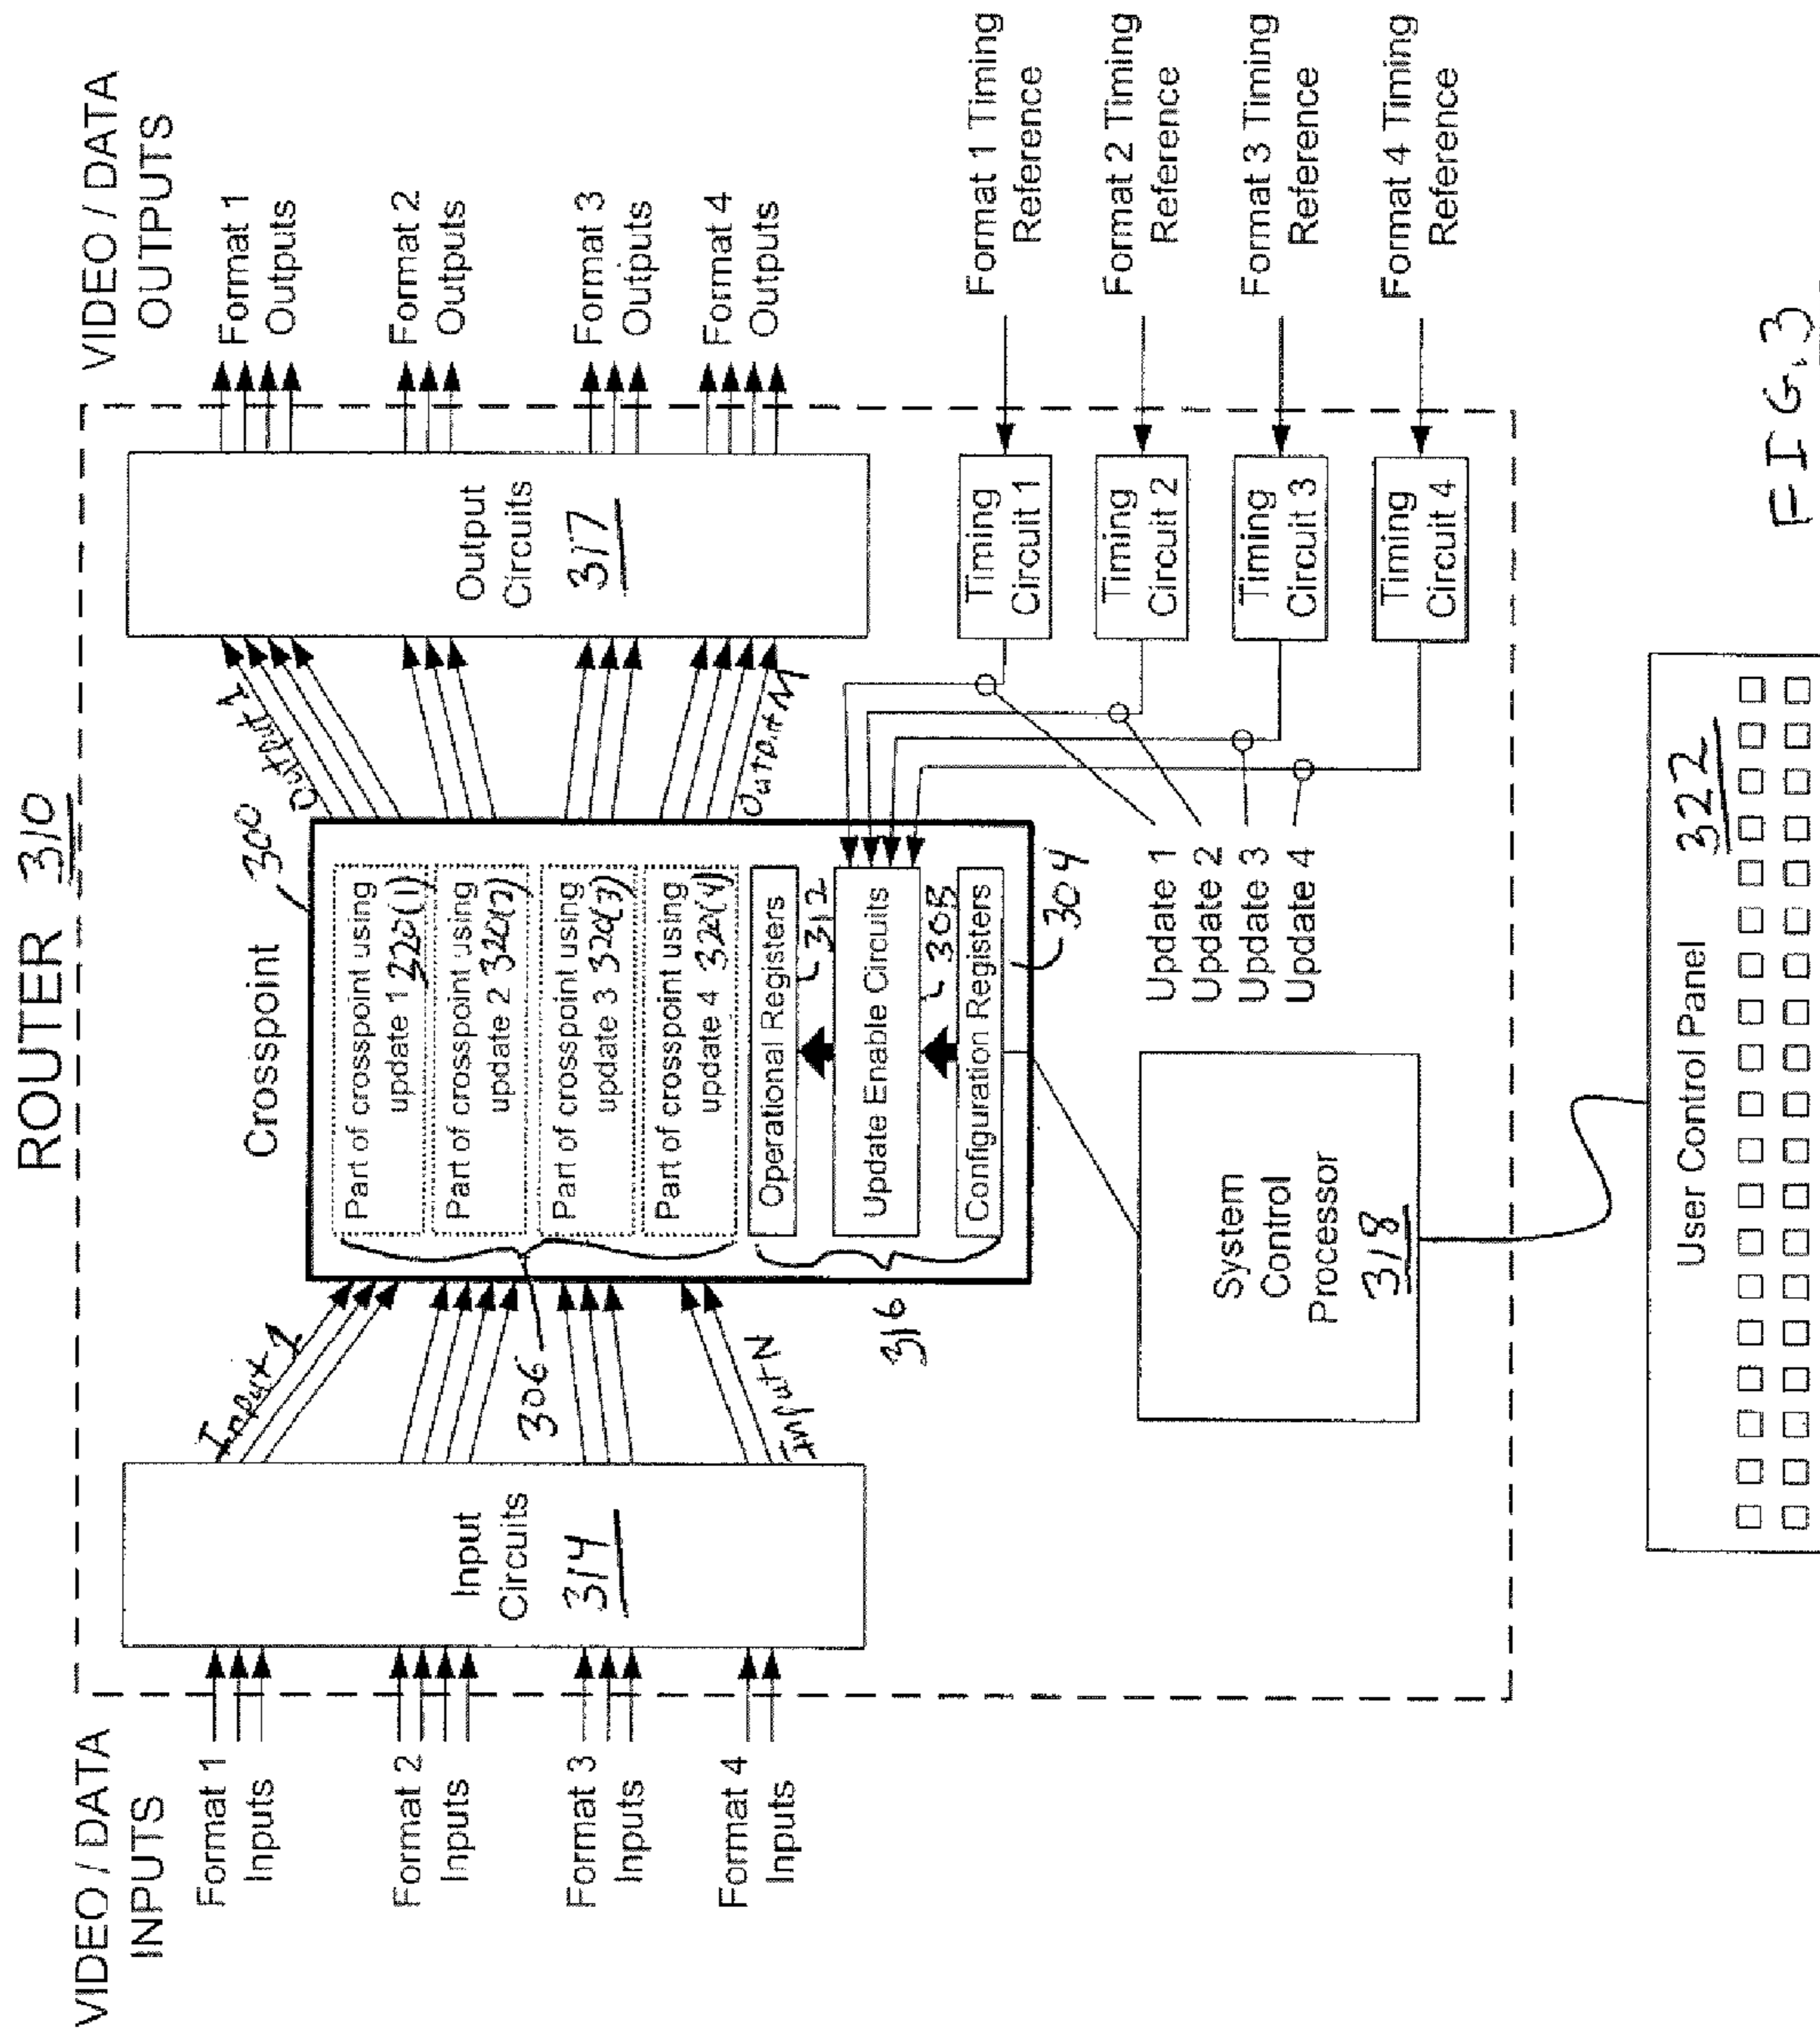 ROUTER 310
VIDEO / DATA
INPUTS
Format 1
Inputs
Format 2
Inputs
Format 3
Inputs
Format 4
Inputs
Input
Circuits
314
Input 1
Input N
306
316
Crosspoint
300
Part of crosspoint using
update 1 320(1)
Part of crosspoint using
update 2 320(2)
Part of crosspoint using
update 3 320(3)
Part of crosspoint using
update 4 320(4)
Operational Registers
312
Update Enable Circuits
308
Configuration Registers
304
Output 1
Output M
Output
Circuits
317
VIDEO / DATA
OUTPUTS
Format 1
Outputs
Format 2
Outputs
Format 3
Outputs
Format 4
Outputs
Timing
Circuit 1
Timing
Circuit 2
Timing
Circuit 3
Timing
Circuit 4
Format 1 Timing
Reference
Format 2 Timing
Reference
Format 3 Timing
Reference
Format 4 Timing
Reference
Update 1
Update 2
Update 3
Update 4
System
Control
Processor
318
User Control Panel 322
FIG. 3